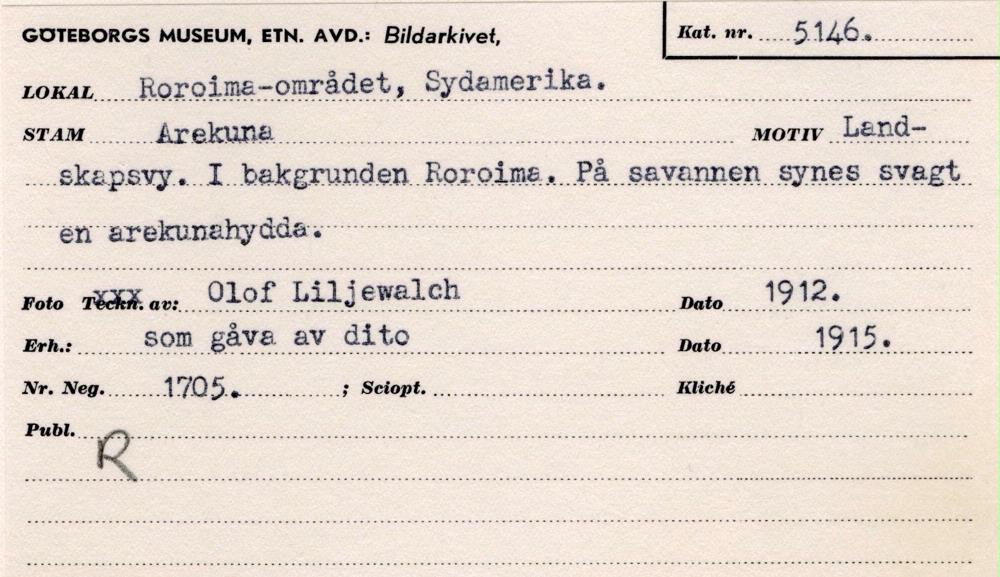 GÖTEBORGS MUSEUM, ETN. AVD.: Bildarkivet,
Kat. nr. 5146.
LOKAL Roroima-området, Sydamerika.
STAM Arekuna MOTIV Land-
skapsvy. I bakgrunden Roroima. På savannen synes svagt
en arekunahydda.
Foto Teckn. av: Olof Liljewalch Dato 1912.
Erh.: som gåva av dito Dato 1915.
Nr. Neg. 1705. ; Sciopt. Kliché
Publ.
R